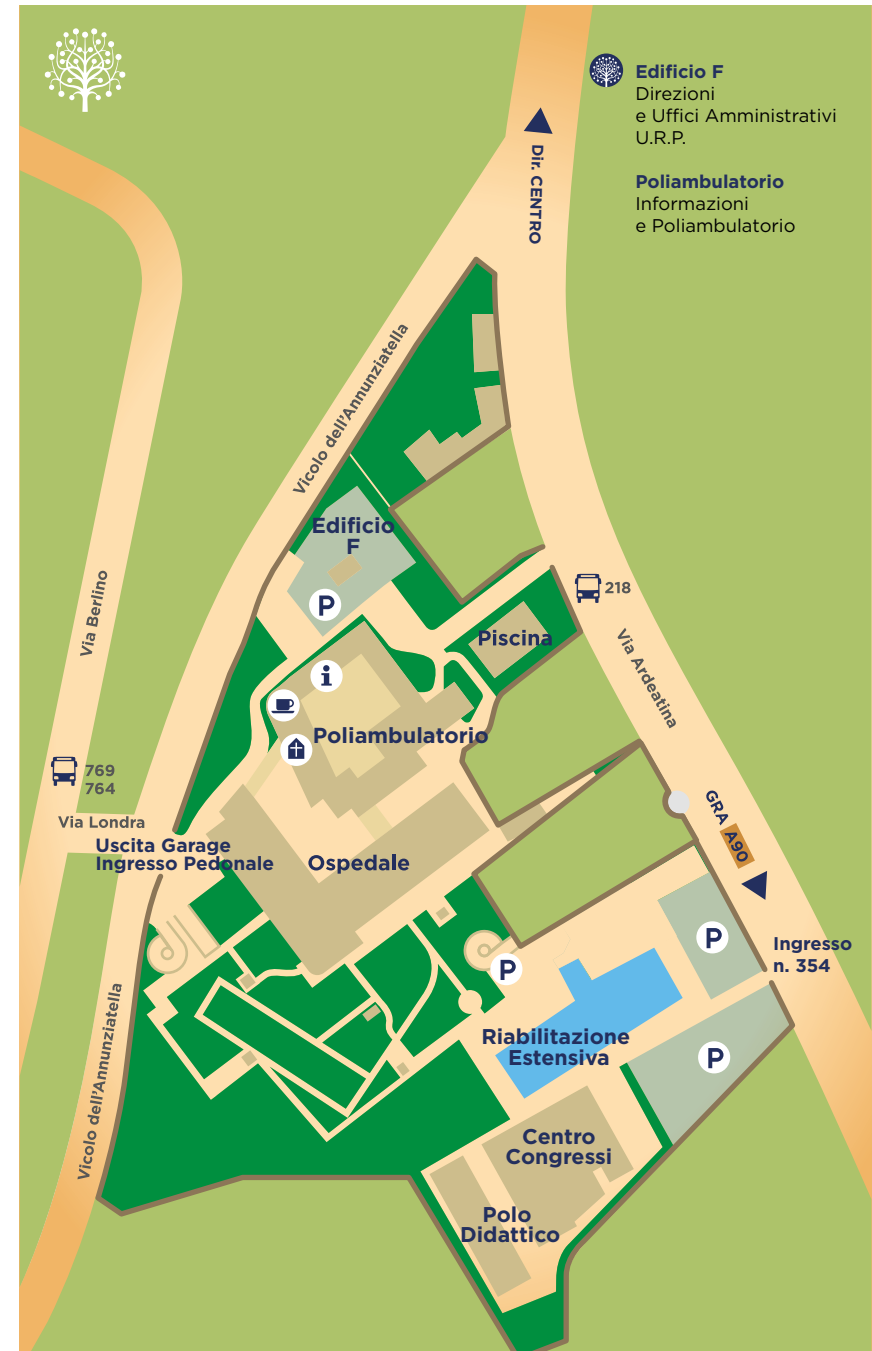 Edificio F
Direzioni
e Uffici Amministrativi
U.R.P.
Poliambulatorio
Informazioni
e Poliambulatorio
Dir. CENTRO
Vicolo dell'Annunziatella
Edificio
F
P
218
Piscina
Via Berlino
Via Ardeatina
i
Poliambulatorio
769
764
Via Londra
Uscita Garage
Ingresso Pedonale
Ospedale
GRA A90
P
Ingresso
n. 354
P
Riabilitazione
Estensiva
P
Vicolo dell'Annunziatella
Centro
Congressi
Polo
Didattico